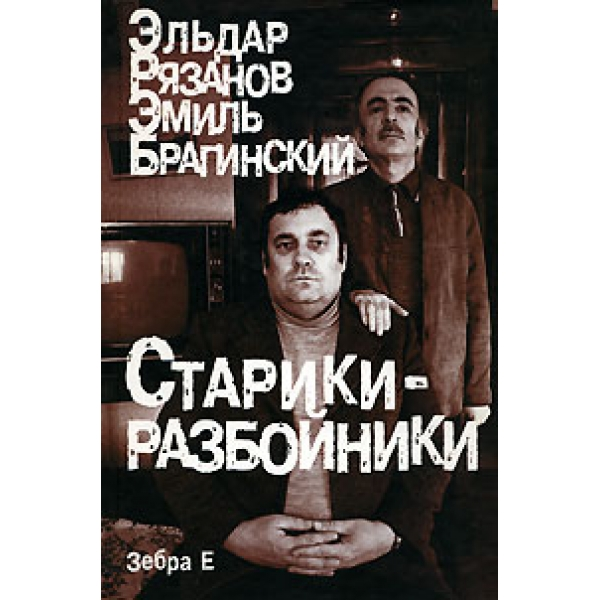 Эльдар
Рязанов
Эмиль
Брагинский
Старики-
разбойники
Зебра Е